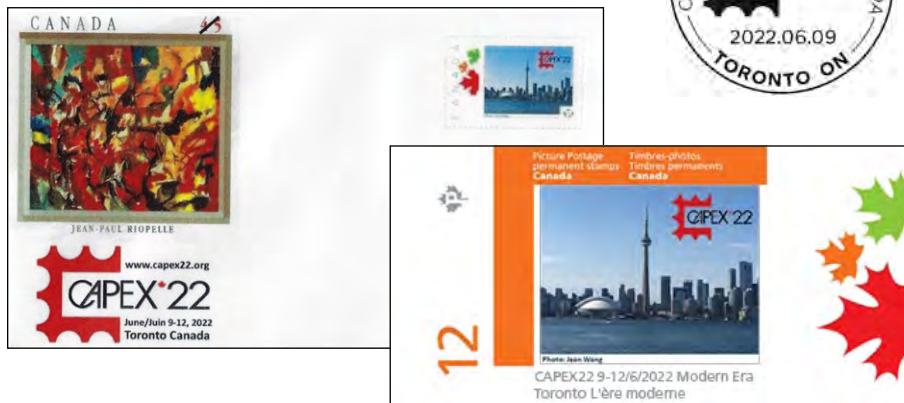 CANADA 45
JEAN-PAUL RIOPELLE
www.capex22.org
CAPEX*22
June/Juin 9-12, 2022
Toronto Canada
CAPEX*22
2022.06.09
TORONTO ON
Picture Postage Timbres-photos
permanent stamps Timbres permanents
Canada Canada
CAPEX*22
12
Photo: Jean Wang
CAPEX22 9-12/6/2022 Modern Era
Toronto L'ère moderne